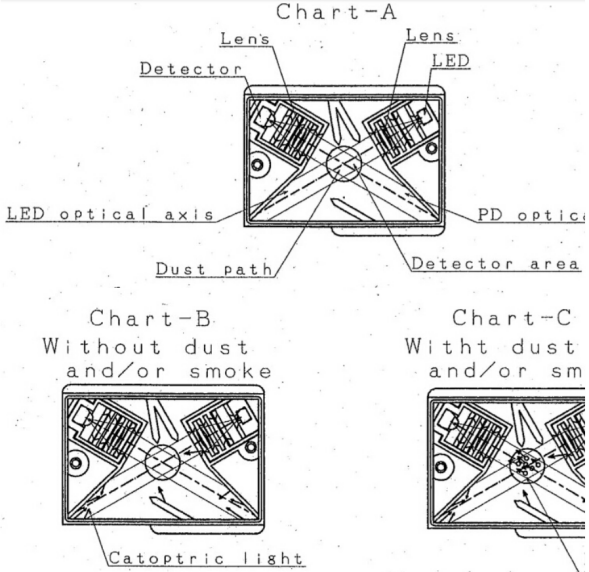 Chart-A
Lens
Lens
Detector
LED
LED optical axis
PD optica
Dust path
Detector area
Chart-B
Without dust
and/or smoke
Chart-C
Witht dust
and/or sm
Catoptric light